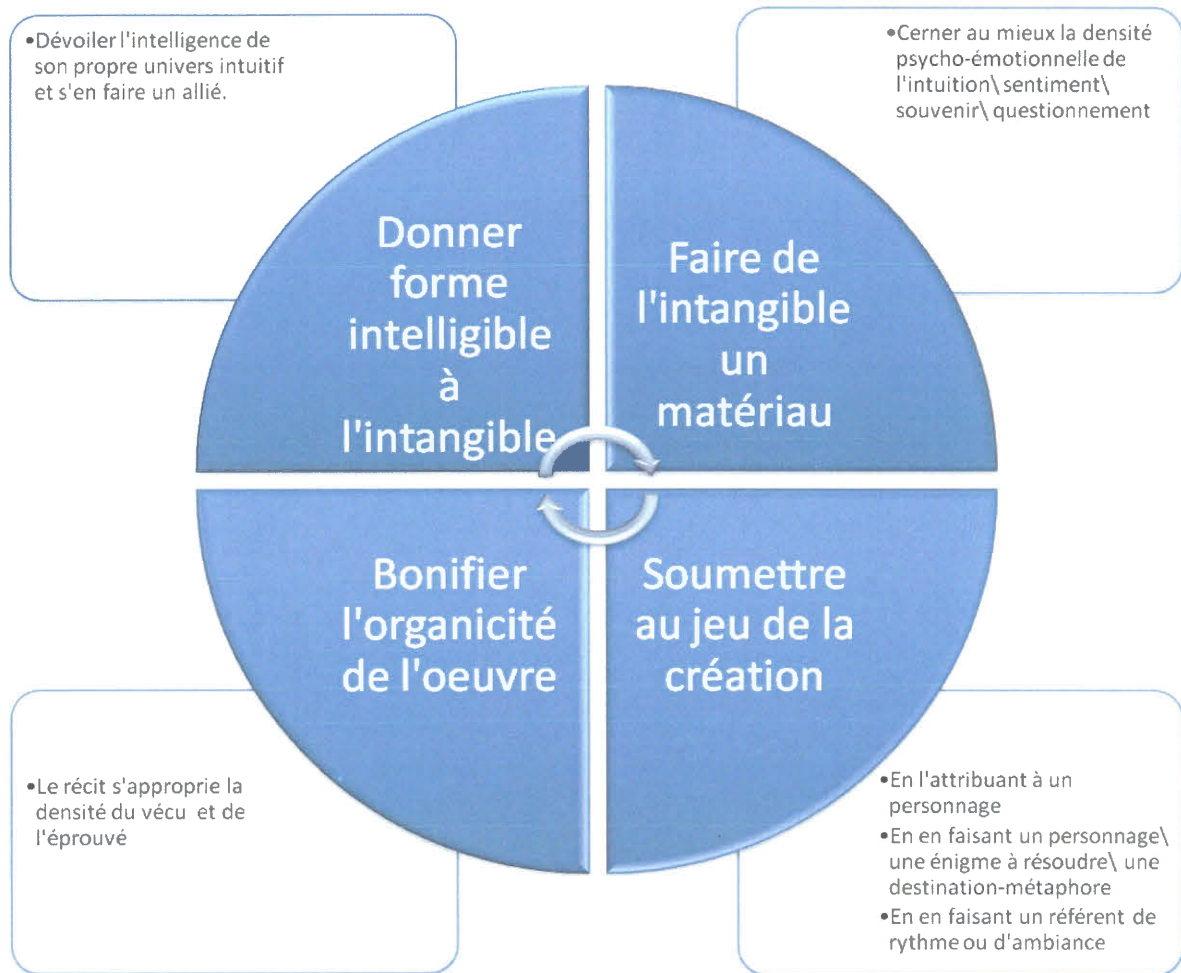 •Dévoiler l'intelligence de
son propre univers intuitif
et s'en faire un allié.
•Cerner au mieux la densité
psycho-émotionnelle de
l'intuition\ sentiment\
souvenir\ questionnement
Donner
forme
intelligible
à
l'intangible
Faire de
l'intangible
un
matériau
Bonifier
l'organicité
de l'oeuvre
Soumettre
au jeu de la
création
•Le récit s'approprie la
densité du vécu et de
l'éprouvé
•En l'attribuant à un
personnage
•En en faisant un personnage\
une énigme à résoudre\ une
destination-métaphore
•En en faisant un référent de
rythme ou d'ambiance